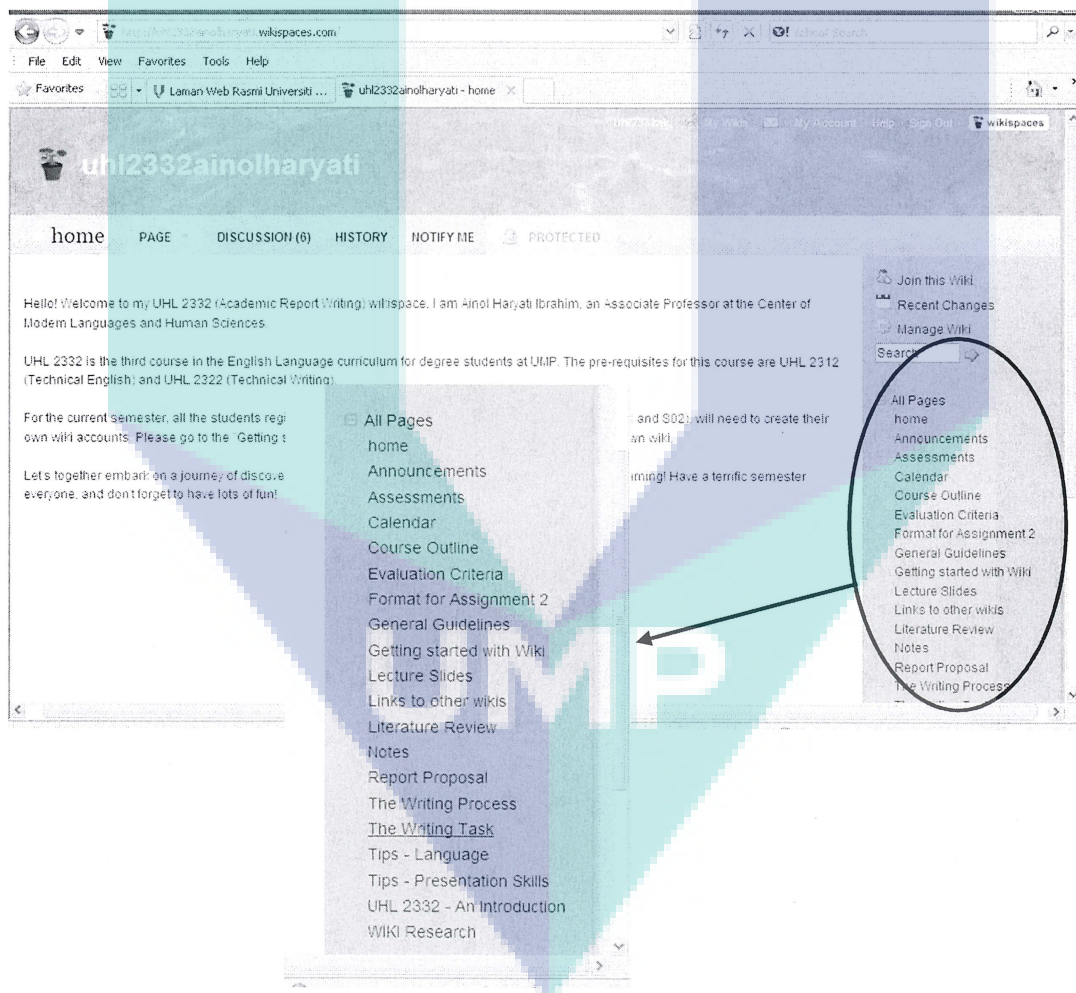 wikispaces.com/
File Edit View Favorites Tools Help
Favorites Laman Web Rasmi Universiti ... uhl2332ainolharyati - home
My Wikis My Account Help Sign Out wikispaces
uhl2332ainolharyati
home PAGE DISCUSSION (6) HISTORY NOTIFY ME PROTECTED
Hello! Welcome to my UHL 2332 (Academic Report Writing) wikispace. I am Ainol Haryati Ibrahim, an Associate Professor at the Center of
Modern Languages and Human Sciences.
UHL 2332 is the third course in the English Language curriculum for degree students at UMP. The pre-requisites for this course are UHL 2312
(Technical English) and UHL 2322 (Technical Writing)
For the current semester, all the students regi and S02) will need to create their
own wiki accounts. Please go to the "Getting s wn wiki.
Let's together embark on a journey of discove rning! Have a terrific semester
everyone, and don't forget to have lots of fun!
Join this Wiki
Recent Changes
Manage Wiki
Search
All Pages
home
Announcements
Assessments
Calendar
Course Outline
Evaluation Criteria
Format for Assignment 2
General Guidelines
Getting started with Wiki
Lecture Slides
Links to other wikis
Literature Review
Notes
Report Proposal
The Writing Process
All Pages
home
Announcements
Assessments
Calendar
Course Outline
Evaluation Criteria
Format for Assignment 2
General Guidelines
Getting started with Wiki
Lecture Slides
Links to other wikis
Literature Review
Notes
Report Proposal
The Writing Process
The Writing Task
Tips - Language
Tips - Presentation Skills
UHL 2332 - An Introduction
WIKI Research
UMP